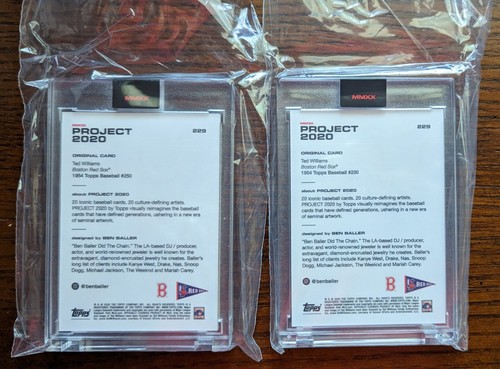 MNXX
PROJECT
2020
229
ORIGINAL CARD
Ted Williams
Boston Red Sox®
1954 Topps Baseball #250
about PROJECT 2020
20 iconic baseball cards. 20 culture-defining artists.
PROJECT 2020 by Topps visually reimagines the baseball
cards that have defined generations, ushering in a new era
of seminal artwork.
designed by BEN BALLER
"Ben Baller Did The Chain." The LA-based DJ / producer,
actor, and world-renowned jeweler is well known for the
extravagant, diamond-encrusted jewelry he creates. Baller's
long list of clients include Kanye West, Drake, Nas, Snoop
Dogg, Michael Jackson, The Weeknd and Mariah Carey.
@benballer
B
Topps
MNXX
PROJECT
2020
229
ORIGINAL CARD
Ted Williams
Boston Red Sox®
1954 Topps Baseball #250
about PROJECT 2020
20 iconic baseball cards. 20 culture-defining artists.
PROJECT 2020 by Topps visually reimagines the baseball
cards that have defined generations, ushering in a new era
of seminal artwork.
designed by BEN BALLER
"Ben Baller Did The Chain." The LA-based DJ / producer,
actor, and world-renowned jeweler is well known for the
extravagant, diamond-encrusted jewelry he creates. Baller's
long list of clients include Kanye West, Drake, Nas, Snoop
Dogg, Michael Jackson, The Weeknd and Mariah Carey.
@benballer
B
Topps